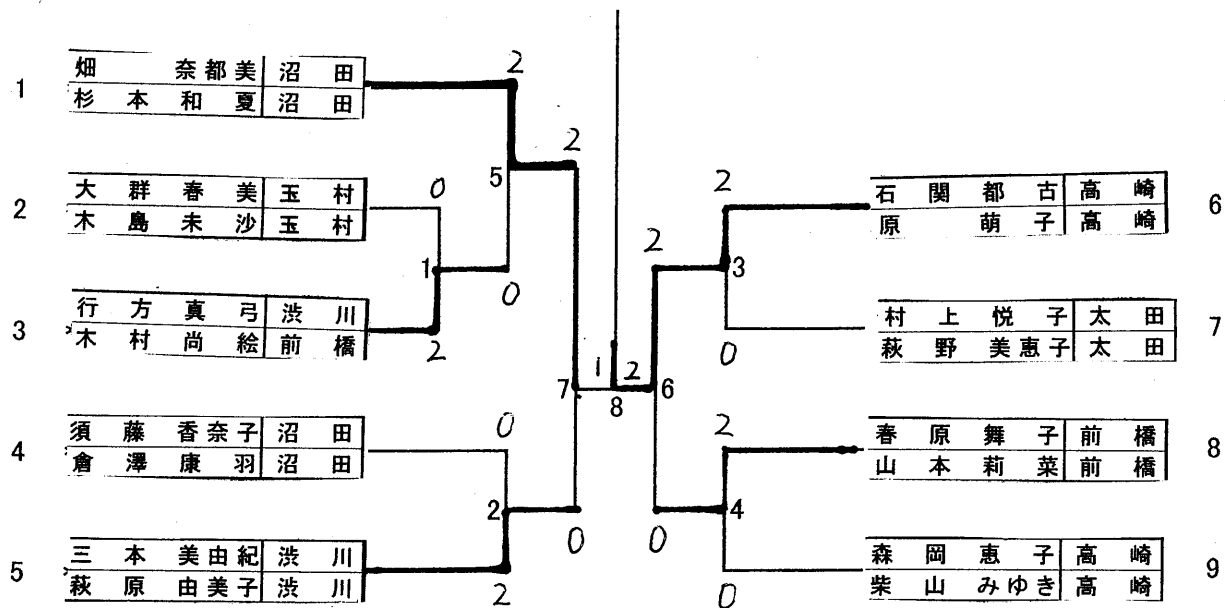 1 畑 奈都美 沼田
杉本和夏 沼田
2 大群春美 玉村
木島未沙 玉村
3 行方真弓 渋川
木村尚絵 前橋
4 須藤香奈子 沼田
倉澤康羽 沼田
5 三本美由紀 渋川
萩原由美子 渋川
2
2
5
0
1
0
2
0
2
0
2
7
1
2
8
6
2
2
3
0
2
4
0
0
石関都古 高崎 6
原 萌子 高崎
村上悦子 太田 7
萩野美恵子 太田
春原舞子 前橋 8
山本莉菜 前橋
森岡恵子 高崎 9
柴山みゆき 高崎